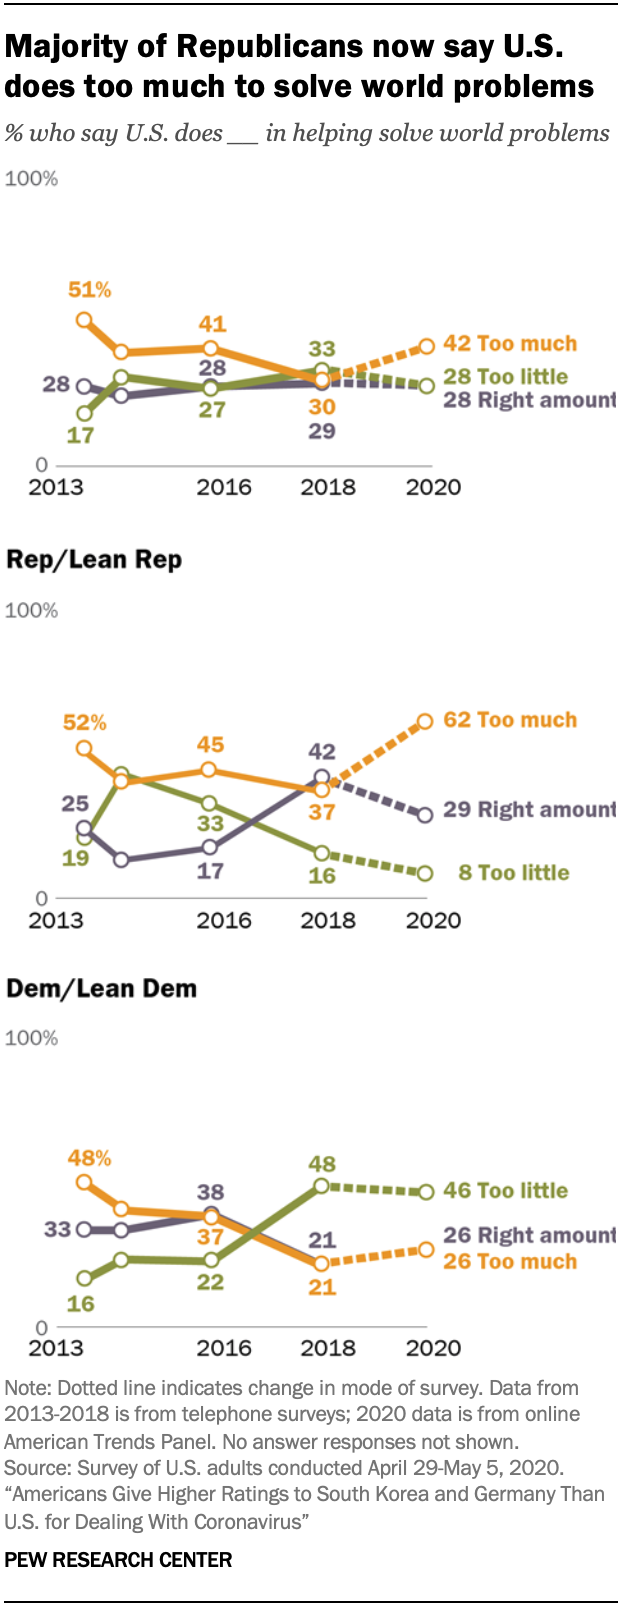 Majority of Republicans now say U.S.
does too much to solve world problems
% who say U.S. does __ in helping solve world problems
100%
51%
41
33
42 Too much
28
28
28 Too little
28 Right amount
17
27
30
29
0
2013 2016 2018 2020
Rep/Lean Rep
100%
52%
45
42
62 Too much
25
33
37
29 Right amount
19
17
16
8 Too little
0
2013 2016 2018 2020
Dem/Lean Dem
100%
48%
38
48
46 Too little
33
37
21
26 Right amount
26 Too much
16
22
21
0
2013 2016 2018 2020
Note: Dotted line indicates change in mode of survey. Data from
2013-2018 is from telephone surveys; 2020 data is from online
American Trends Panel. No answer responses not shown.
Source: Survey of U.S. adults conducted April 29-May 5, 2020.
“Americans Give Higher Ratings to South Korea and Germany Than
U.S. for Dealing With Coronavirus”
PEW RESEARCH CENTER